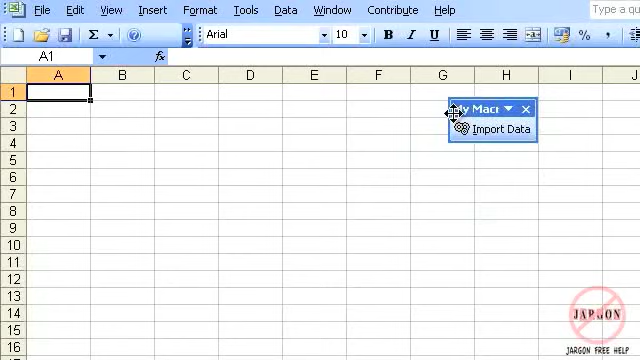 File Edit View Insert Format Tools Data Window Contribute Help Type a qu
Σ Arial 10 B I U $ % ,
A1 fx
A B C D E F G H I J
1
2 My Macr
3 Import Data
4
5
6
7
8
9
10
11
12
13
14
15
16
JARGON
JARGON FREE HELP